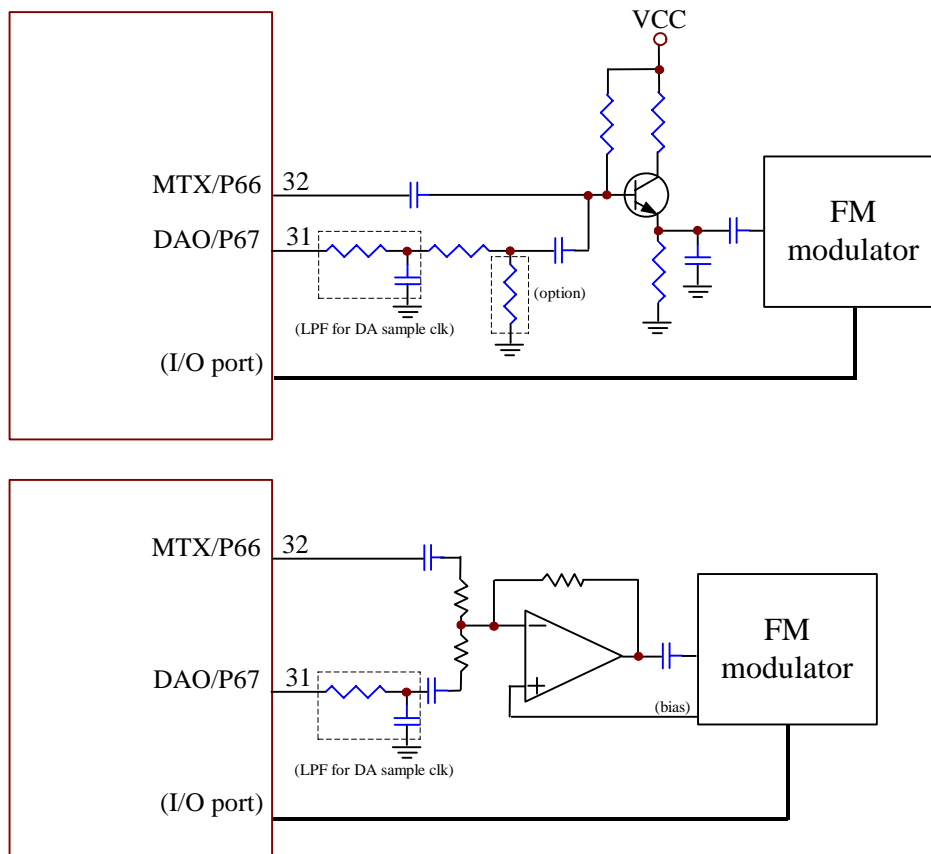 VCC
MTX/P66 32
FM
modulator
DAO/P67 31
(option)
(LPF for DA sample clk)
(I/O port)
MTX/P66 32
FM
modulator
DAO/P67 31
(bias)
(LPF for DA sample clk)
(I/O port)